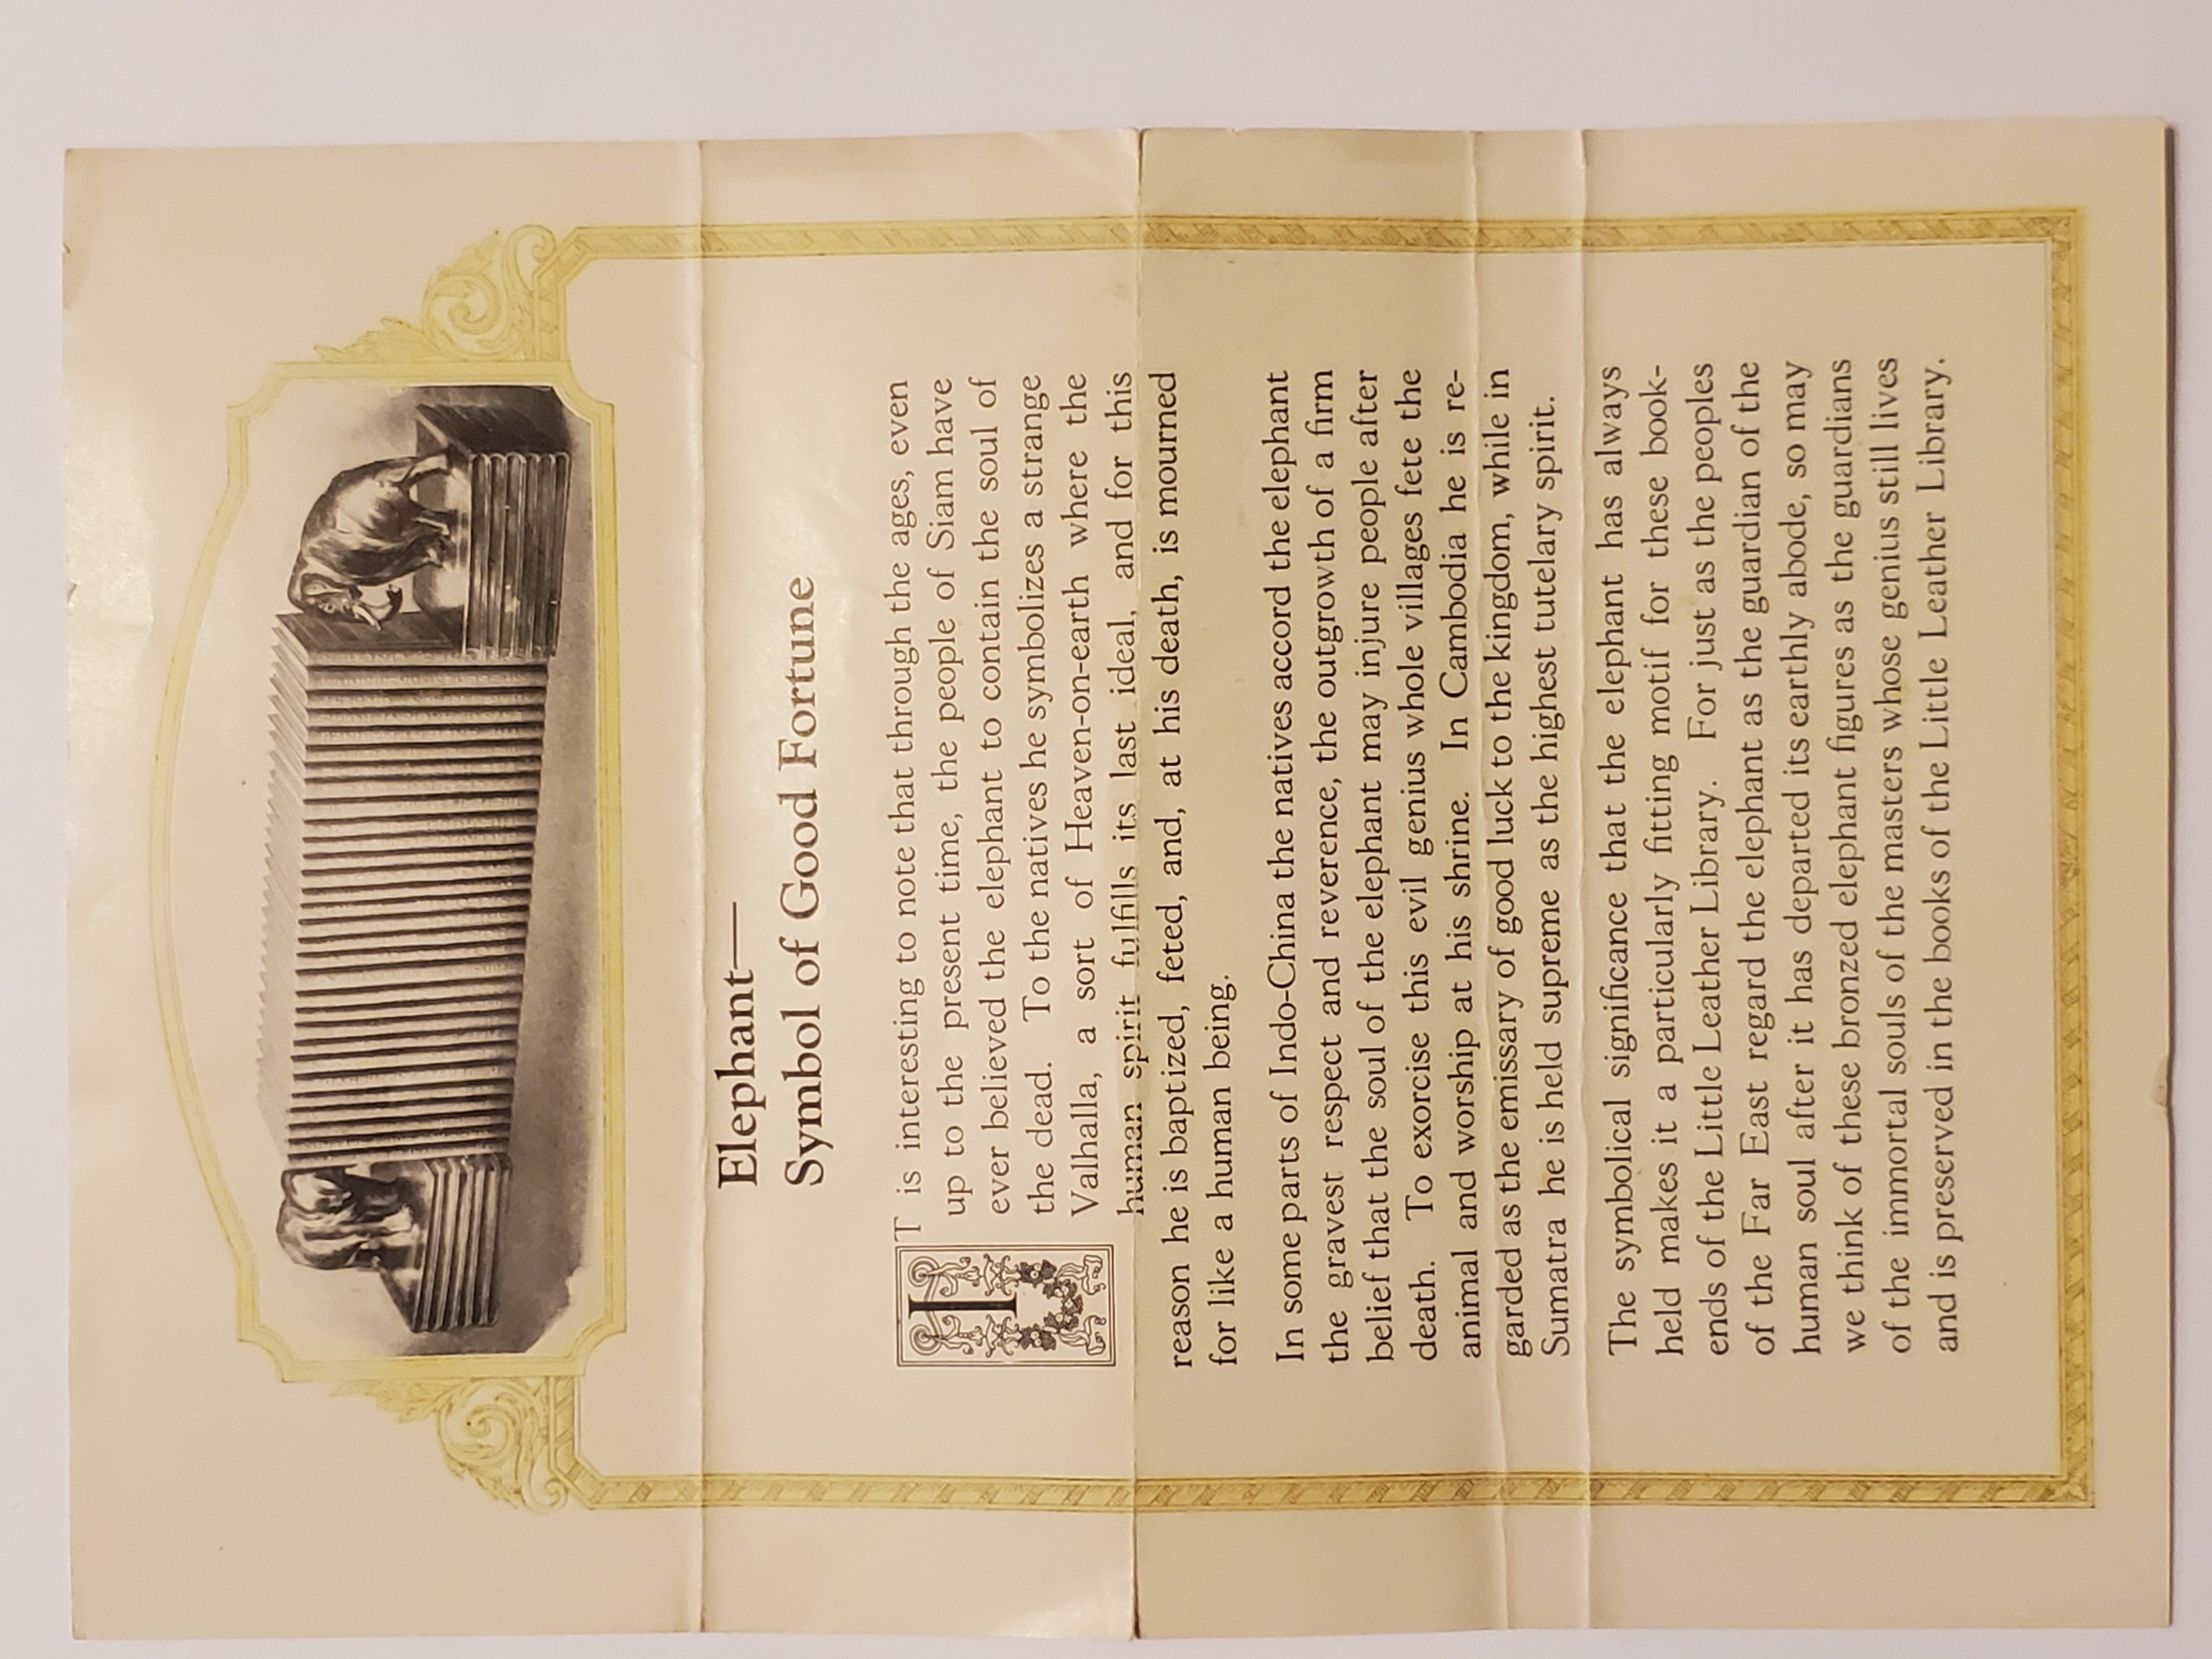 Elephant—
Symbol of Good Fortune
IT is interesting to note that through the ages, even
up to the present time, the people of Siam have
ever believed the elephant to contain the soul of
the dead. To the natives he symbolizes a strange
Valhalla, a sort of Heaven-on-earth where the
human spirit fulfills its last ideal, and for this
reason he is baptized, feted, and, at his death, is mourned
for like a human being.
In some parts of Indo-China the natives accord the elephant
the gravest respect and reverence, the outgrowth of a firm
belief that the soul of the elephant may injure people after
death. To exorcise this evil genius whole villages fete the
animal and worship at his shrine. In Cambodia he is re-
garded as the emissary of good luck to the kingdom, while in
Sumatra he is held supreme as the highest tutelary spirit.
The symbolical significance that the elephant has always
held makes it a particularly fitting motif for these book-
ends of the Little Leather Library. For just as the peoples
of the Far East regard the elephant as the guardian of the
human soul after it has departed its earthly abode, so may
we think of these bronzed elephant figures as the guardians
of the immortal souls of the masters whose genius still lives
and is preserved in the books of the Little Leather Library.